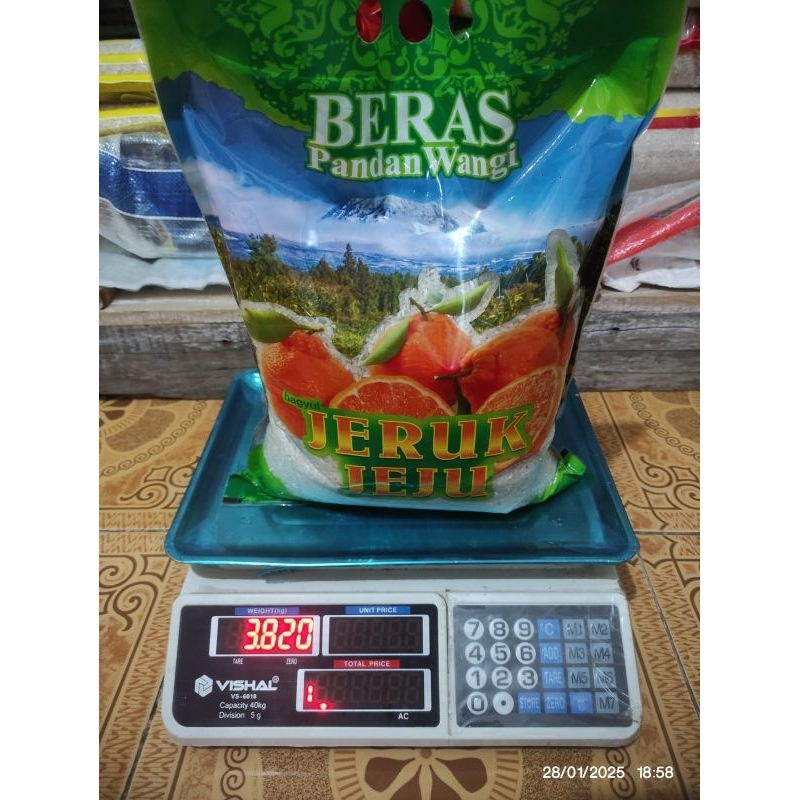 BERAS
Pandan Wangi
hagyul
JERUK
JEJU
WEIGHT(kg)
UNIT PRICE
3.820
TARE
ZERO
TOTAL PRICE
VISHAL®
VS-6018
Capacity 40kg
Division 5 g
AC
7 8 9 C M1 M2
4 5 6 ADD M3 M4
1 2 3 TARE M5 M6
0 • STORE ZERO M7
28/01/2025 18:58